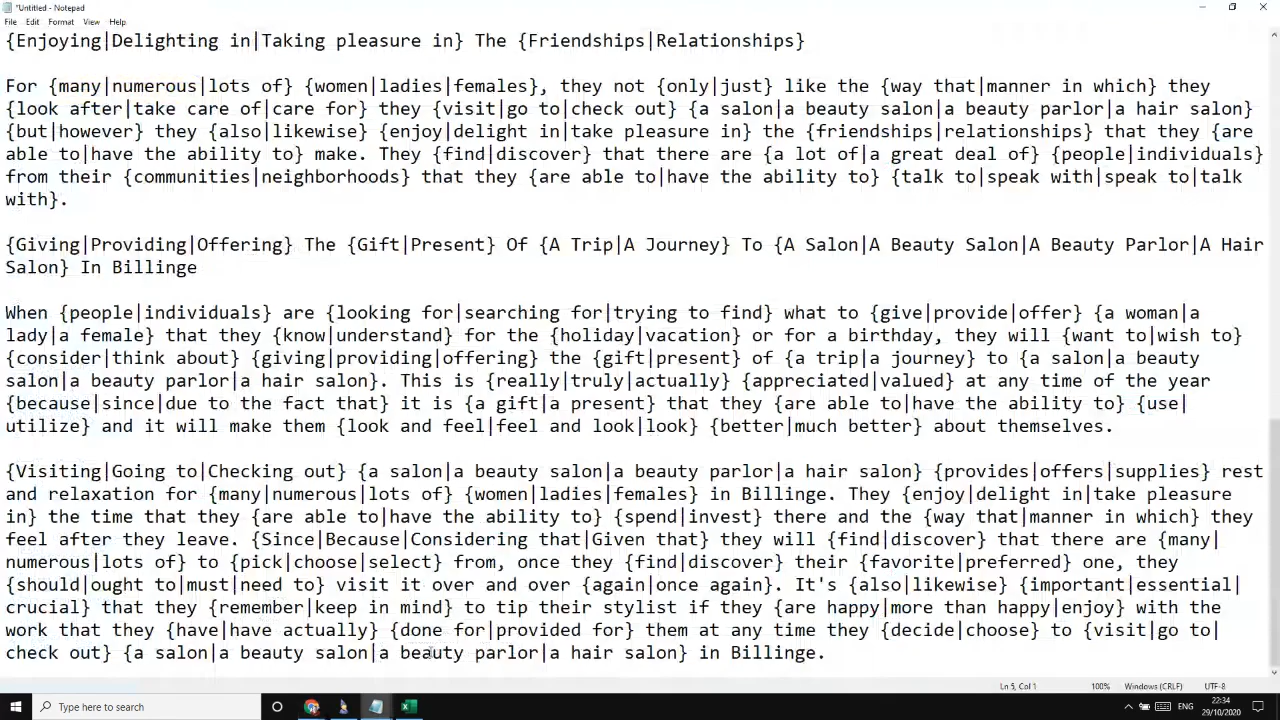 *Untitled - Notepad
File Edit Format View Help
{Enjoying|Delighting in|Taking pleasure in} The {Friendships|Relationships}
For {many|numerous|lots of} {women|ladies|females}, they not {only|just} like the {way that|manner in which} they
{look after|take care of|care for} they {visit|go to|check out} {a salon|a beauty salon|a beauty parlor|a hair salon}
{but|however} they {also|likewise} {enjoy|delight in|take pleasure in} the {friendships|relationships} that they {are
able to|have the ability to} make. They {find|discover} that there are {a lot of|a great deal of} {people|individuals}
from their {communities|neighborhoods} that they {are able to|have the ability to} {talk to|speak with|speak to|talk
with}.
{Giving|Providing|Offering} The {Gift|Present} Of {A Trip|A Journey} To {A Salon|A Beauty Salon|A Beauty Parlor|A Hair
Salon} In Billinge
When {people|individuals} are {looking for|searching for|trying to find} what to {give|provide|offer} {a woman|a
lady|a female} that they {know|understand} for the {holiday|vacation} or for a birthday, they will {want to|wish to}
{consider|think about} {giving|providing|offering} the {gift|present} of {a trip|a journey} to {a salon|a beauty
salon|a beauty parlor|a hair salon}. This is {really|truly|actually} {appreciated|valued} at any time of the year
{because|since|due to the fact that} it is {a gift|a present} that they {are able to|have the ability to} {use|
utilize} and it will make them {look and feel|feel and look|look} {better|much better} about themselves.
{Visiting|Going to|Checking out} {a salon|a beauty salon|a beauty parlor|a hair salon} {provides|offers|supplies} rest
and relaxation for {many|numerous|lots of} {women|ladies|females} in Billinge. They {enjoy|delight in|take pleasure
in} the time that they {are able to|have the ability to} {spend|invest} there and the {way that|manner in which} they
feel after they leave. {Since|Because|Considering that|Given that} they will {find|discover} that there are {many|
numerous|lots of} to {pick|choose|select} from, once they {find|discover} their {favorite|preferred} one, they
{should|ought to|must|need to} visit it over and over {again|once again}. It's {also|likewise} {important|essential|
crucial} that they {remember|keep in mind} to tip their stylist if they {are happy|more than happy|enjoy} with the
work that they {have|have actually} {done for|provided for} them at any time they {decide|choose} to {visit|go to|
check out} {a salon|a beauty salon|a beauty parlor|a hair salon} in Billinge.
Ln 5, Col 1 100% Windows (CRLF) UTF-8
Type here to search
ENG
22:34
29/10/2020